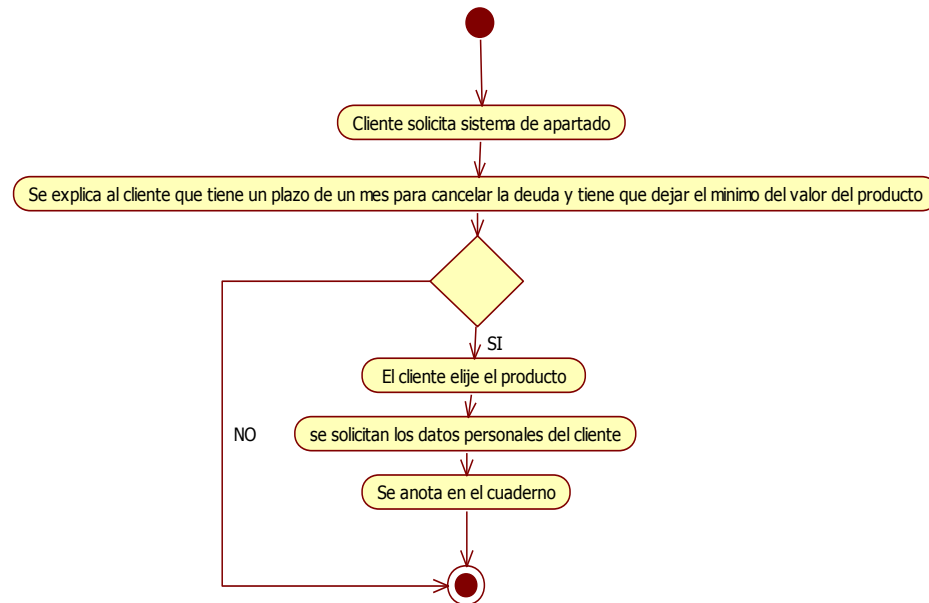 Cliente solicita sistema de apartado
Se explica al cliente que tiene un plazo de un mes para cancelar la deuda y tiene que dejar el minimo del valor del producto
SI
El cliente elije el producto
NO
se solicitan los datos personales del cliente
Se anota en el cuaderno